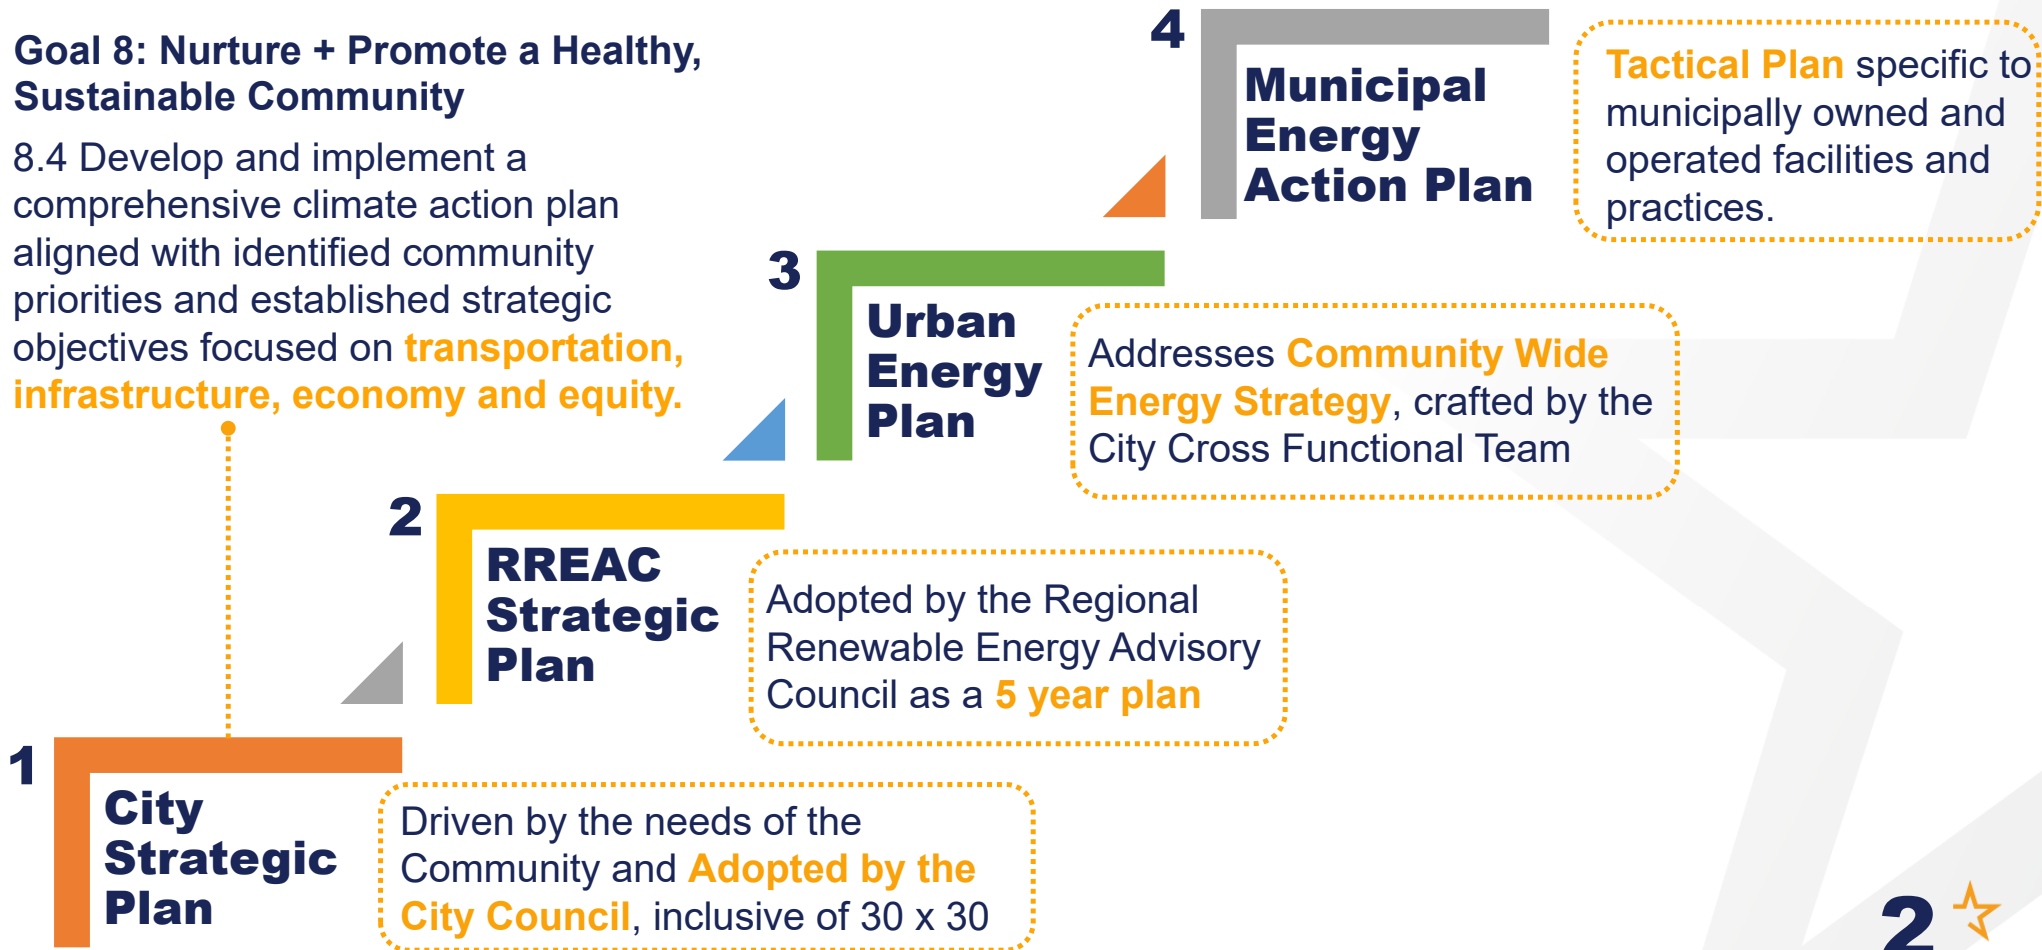 Goal 8: Nurture + Promote a Healthy,
Sustainable Community
8.4 Develop and implement a
comprehensive climate action plan
aligned with identified community
priorities and established strategic
objectives focused on transportation,
infrastructure, economy and equity.
4
Municipal
Energy
Action Plan
Tactical Plan specific to
municipally owned and
operated facilities and
practices.
3
Urban
Energy
Plan
Addresses Community Wide
Energy Strategy, crafted by the
City Cross Functional Team
2
RREAC
Strategic
Plan
Adopted by the Regional
Renewable Energy Advisory
Council as a 5 year plan
1
City
Strategic
Plan
Driven by the needs of the
Community and Adopted by the
City Council, inclusive of 30 x 30
2